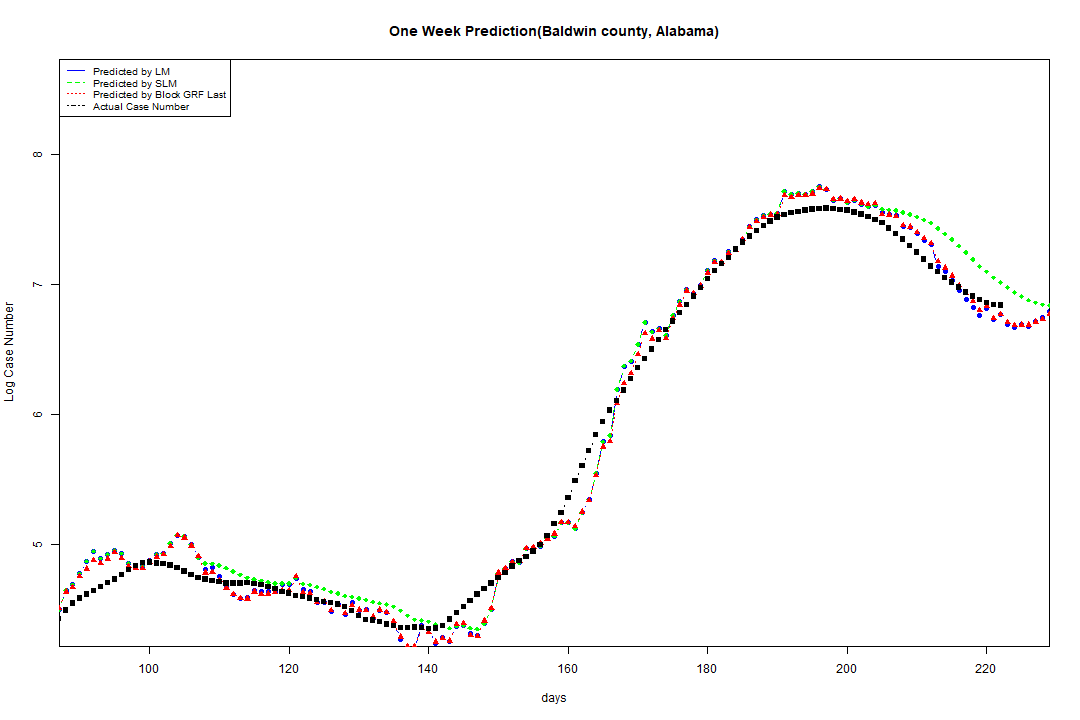 One Week Prediction(Baldwin county, Alabama)
Predicted by LM
Predicted by SLM
Predicted by Block GRF Last
Actual Case Number
8
7
6
5
Log Case Number
100 120 140 160 180 200 220
days